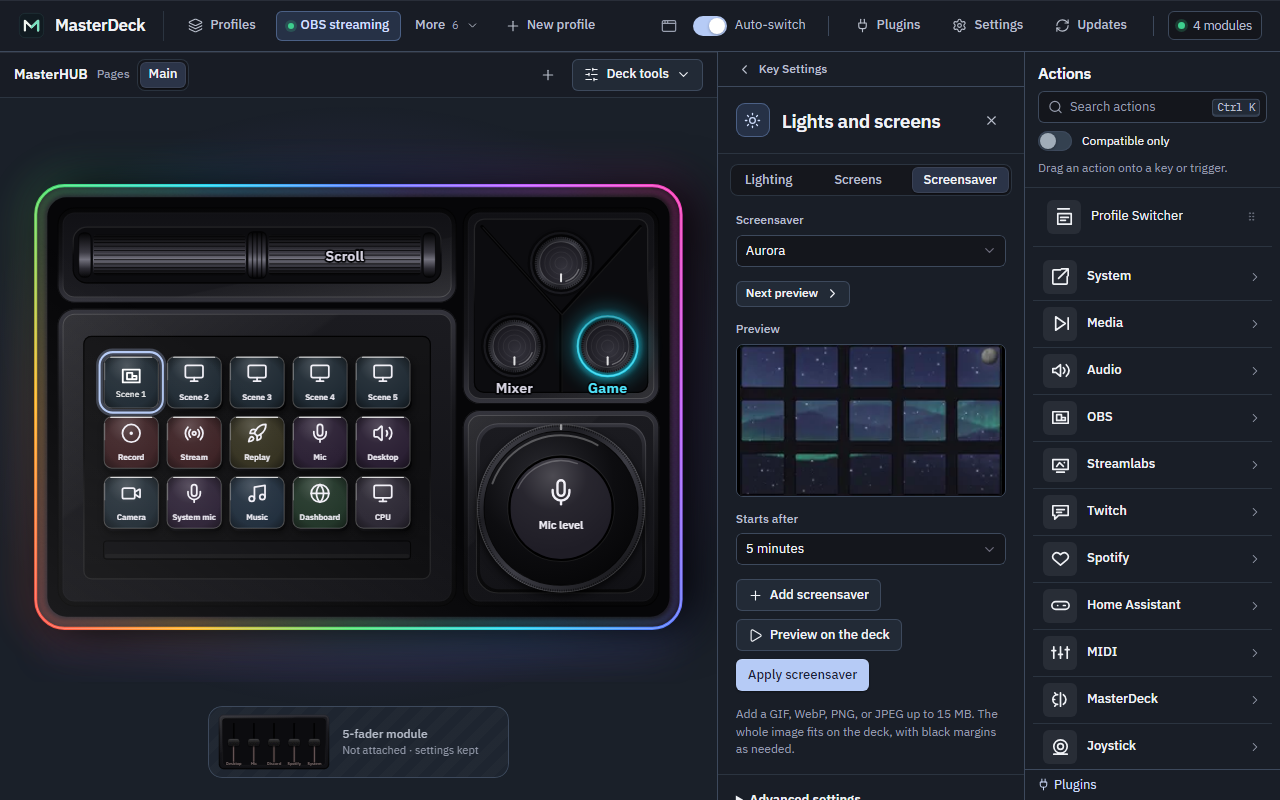 MasterDeck
Profiles
OBS streaming
More 6
New profile
Auto-switch
Plugins
Settings
Updates
4 modules
MasterHUB Pages Main
Deck tools
Scroll
Mixer
Game
Scene 1
Scene 2
Scene 3
Scene 4
Scene 5
Record
Stream
Replay
Mic
Desktop
Camera
System mic
Music
Dashboard
CPU
Mic level
5-fader module
Not attached · settings kept
Desktop
Mic
Discord
Spotify
System
Key Settings
Lights and screens
Lighting
Screens
Screensaver
Screensaver
Aurora
Next preview
Preview
Starts after
5 minutes
Add screensaver
Preview on the deck
Apply screensaver
Add a GIF, WebP, PNG, or JPEG up to 15 MB. The
whole image fits on the deck, with black margins
as needed.
Advanced settings
Actions
Search actions
Ctrl K
Compatible only
Drag an action onto a key or trigger.
Profile Switcher
System
Media
Audio
OBS
Streamlabs
Twitch
Spotify
Home Assistant
MIDI
MasterDeck
Joystick
Plugins